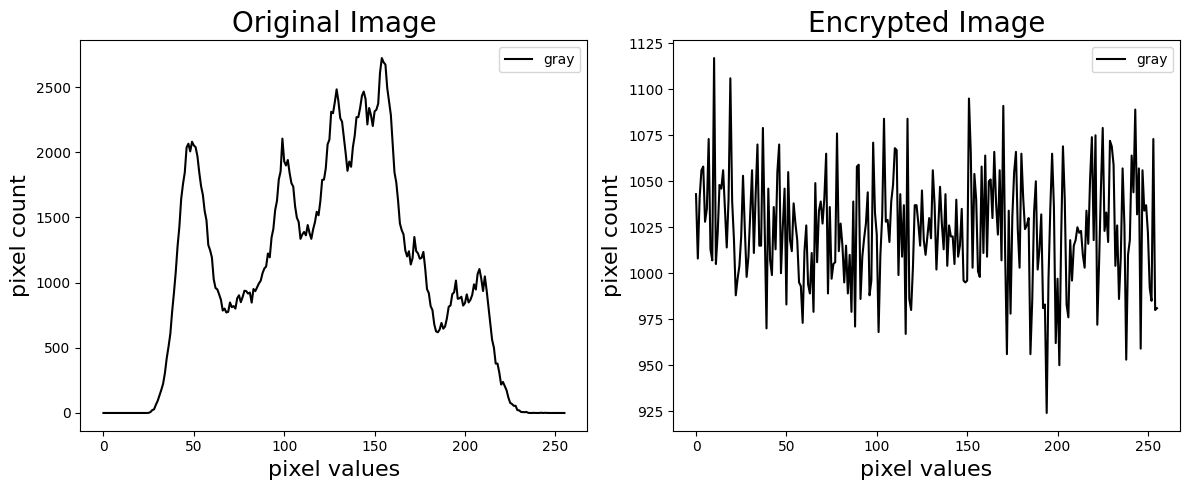 Original Image
gray
2500
2000
1500
1000
500
0
pixel count
0 50 100 150 200 250
pixel values
Encrypted Image
gray
1125
1100
1075
1050
1025
1000
975
950
925
pixel count
0 50 100 150 200 250
pixel values